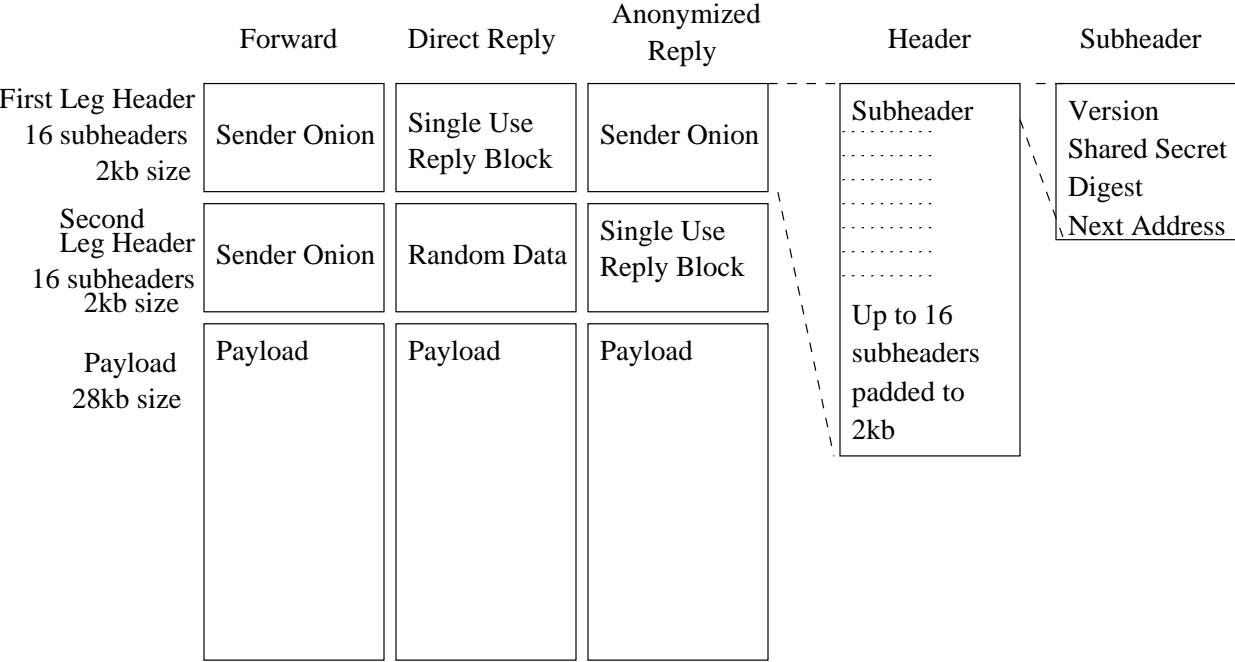 Forward
Direct Reply
Anonymized
Reply
Header
Subheader
First Leg Header
16 subheaders
2kb size
Sender Onion
Single Use
Reply Block
Sender Onion
Second
Leg Header
16 subheaders
2kb size
Sender Onion
Random Data
Single Use
Reply Block
Payload
28kb size
Payload
Payload
Payload
Subheader
Up to 16
subheaders
padded to
2kb
Version
Shared Secret
Digest
Next Address